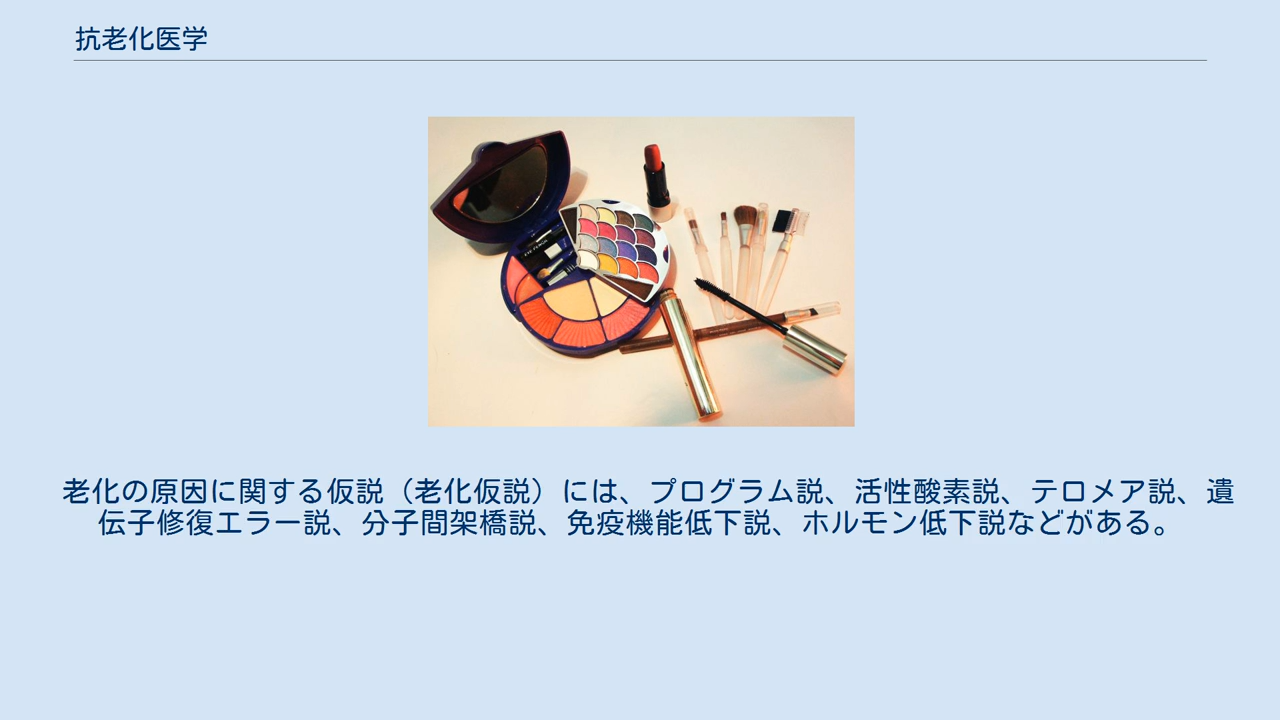 抗老化医学
老化の原因に関する仮説（老化仮説）には、プログラム説、活性酸素説、テロメア説、遺
伝子修復エラー説、分子間架橋説、免疫機能低下説、ホルモン低下説などがある。